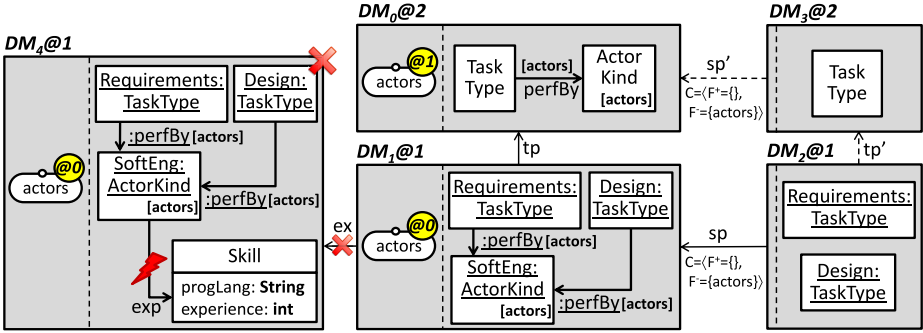 DM4@1
@0
actors
Requirements:
TaskType
Design:
TaskType
:perfBy[actors]
SoftEng:
ActorKind
[actors]
:perfBy[actors]
exp
Skill
progLang: String
experience: int
ex
DM0@2
@1
actors
Task
Type
[actors]
perfBy
Actor
Kind
[actors]
tp
DM1@1
@0
actors
Requirements:
TaskType
Design:
TaskType
:perfBy[actors]
SoftEng:
ActorKind
[actors]
:perfBy[actors]
sp'
C=⟨F+={},
F-={actors}⟩
sp
C=⟨F+={},
F-={actors}⟩
DM3@2
Task
Type
tp'
DM2@1
Requirements:
TaskType
Design:
TaskType